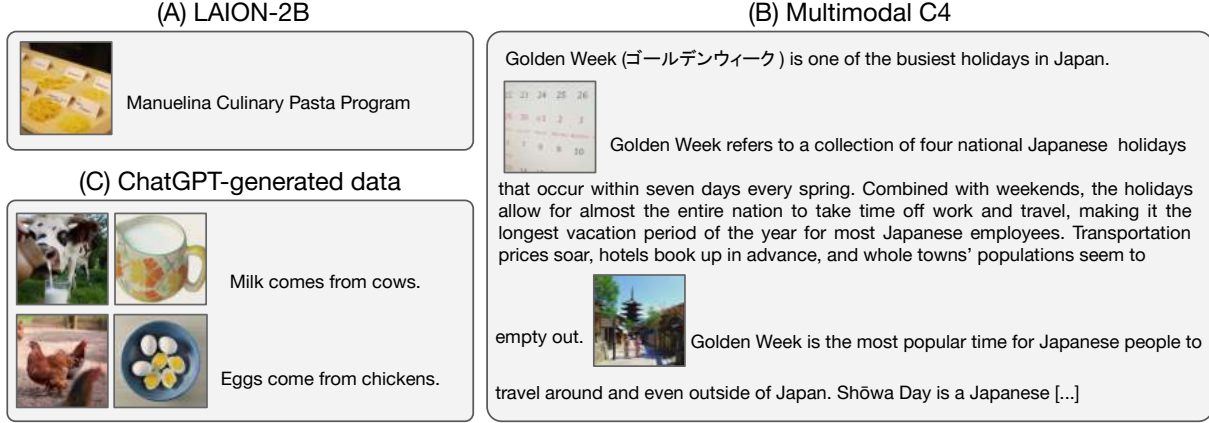 (A) LAION-2B
Manuelina Culinary Pasta Program
(C) ChatGPT-generated data
Milk comes from cows.
Eggs come from chickens.
(B) Multimodal C4
Golden Week (ゴールデンウィーク) is one of the busiest holidays in Japan.
22 23 24 25 26
Golden Week refers to a collection of four national Japanese holidays
that occur within seven days every spring. Combined with weekends, the holidays
allow for almost the entire nation to take time off work and travel, making it the
longest vacation period of the year for most Japanese employees. Transportation
prices soar, hotels book up in advance, and whole towns’ populations seem to
empty out. Golden Week is the most popular time for Japanese people to
travel around and even outside of Japan. Shōwa Day is a Japanese [...]